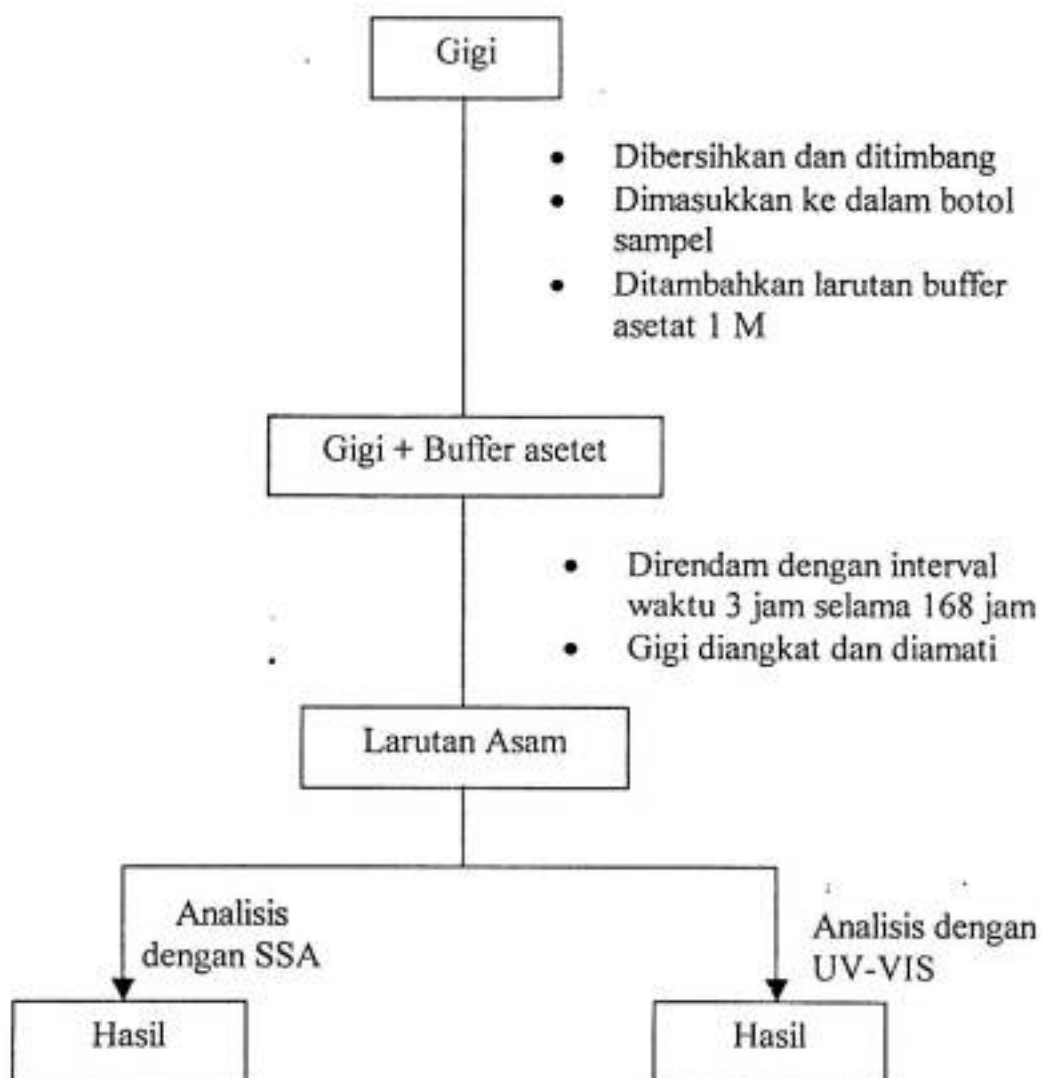 Gigi
• Dibersihkan dan ditimbang
• Dimasukkan ke dalam botol
sampel
• Ditambahkan larutan buffer
asetat 1 M
Gigi + Buffer asetet
• Direndam dengan interval
waktu 3 jam selama 168 jam
• Gigi diangkat dan diamati
Larutan Asam
Analisis
dengan SSA
Analisis dengan
UV-VIS
Hasil
Hasil